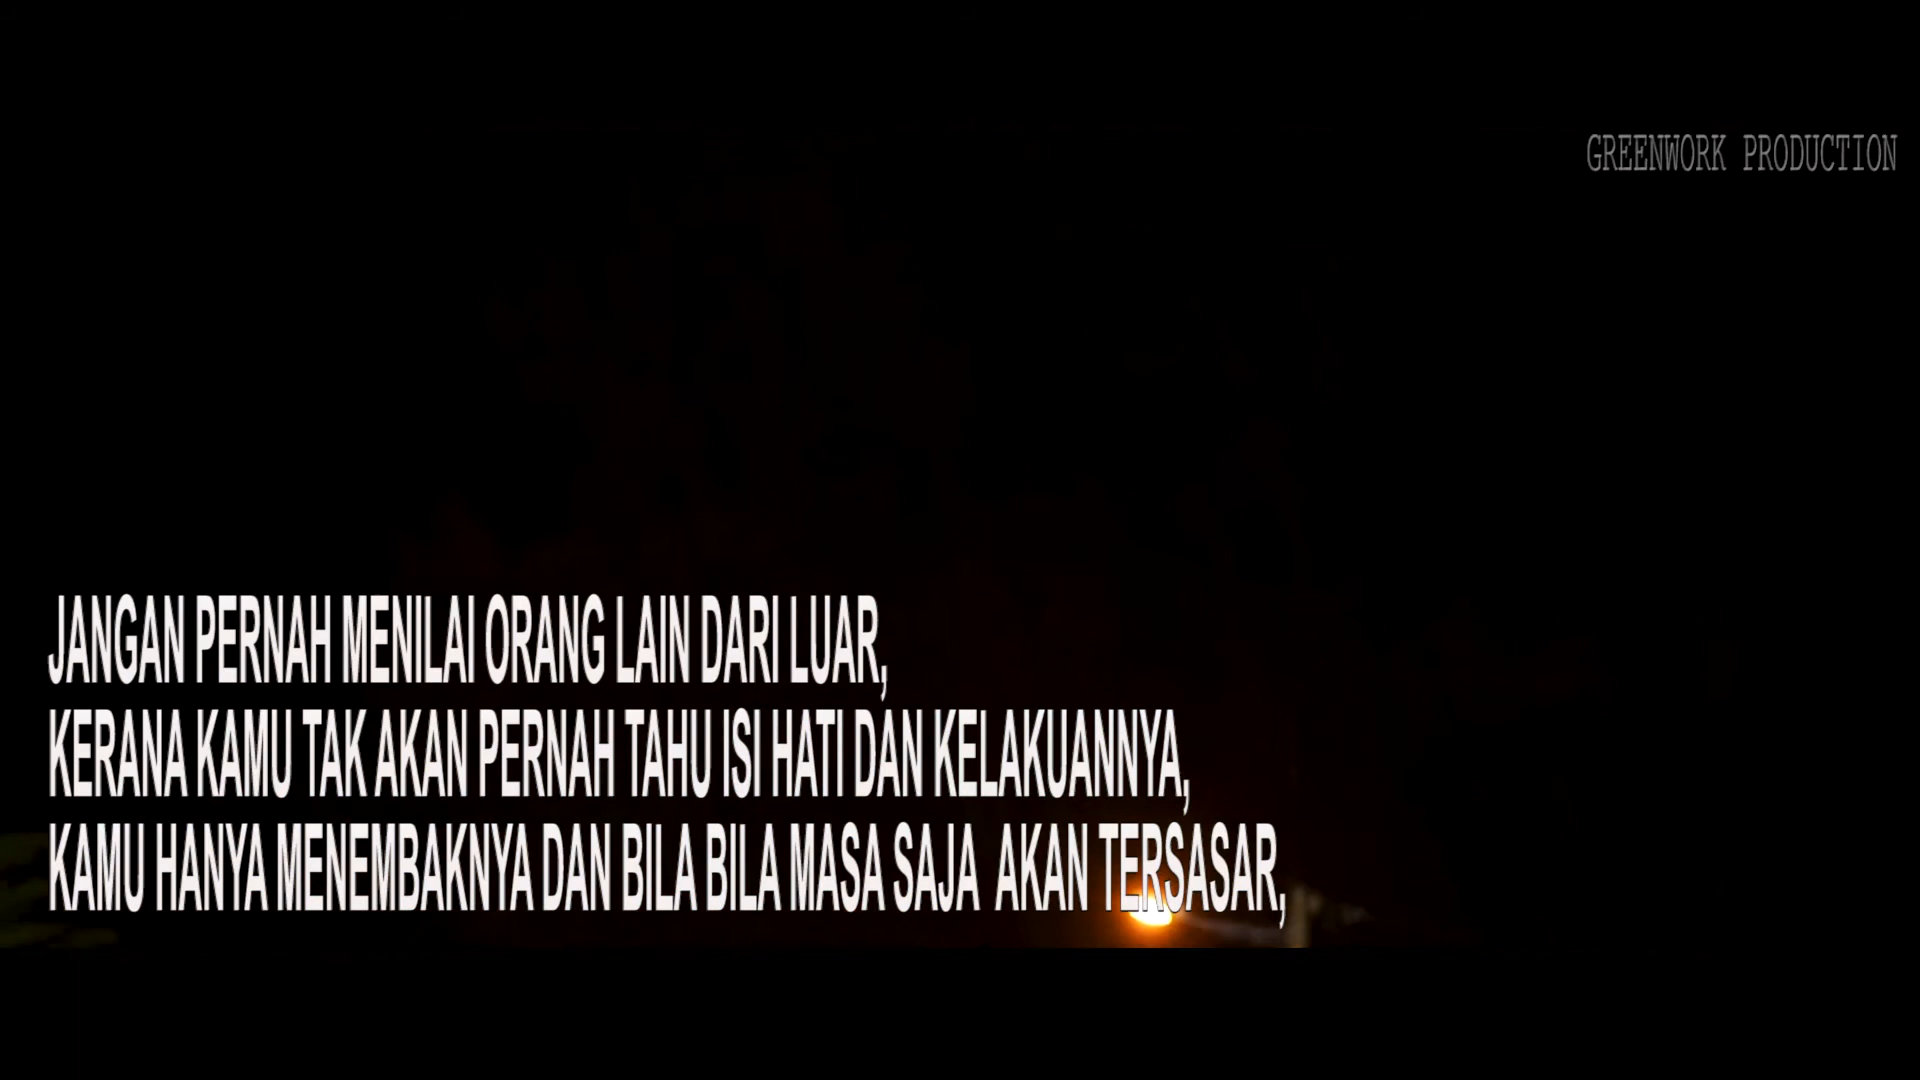 GREENWORK PRODUCTION
JANGAN PERNAH MENILAI ORANG LAIN DARI LUAR,
KERANA KAMU TAK AKAN PERNAH TAHU ISI HATI DAN KELAKUANNYA,
KAMU HANYA MENEMBAKNYA DAN BILA BILA MASA SAJA AKAN TERSASAR,